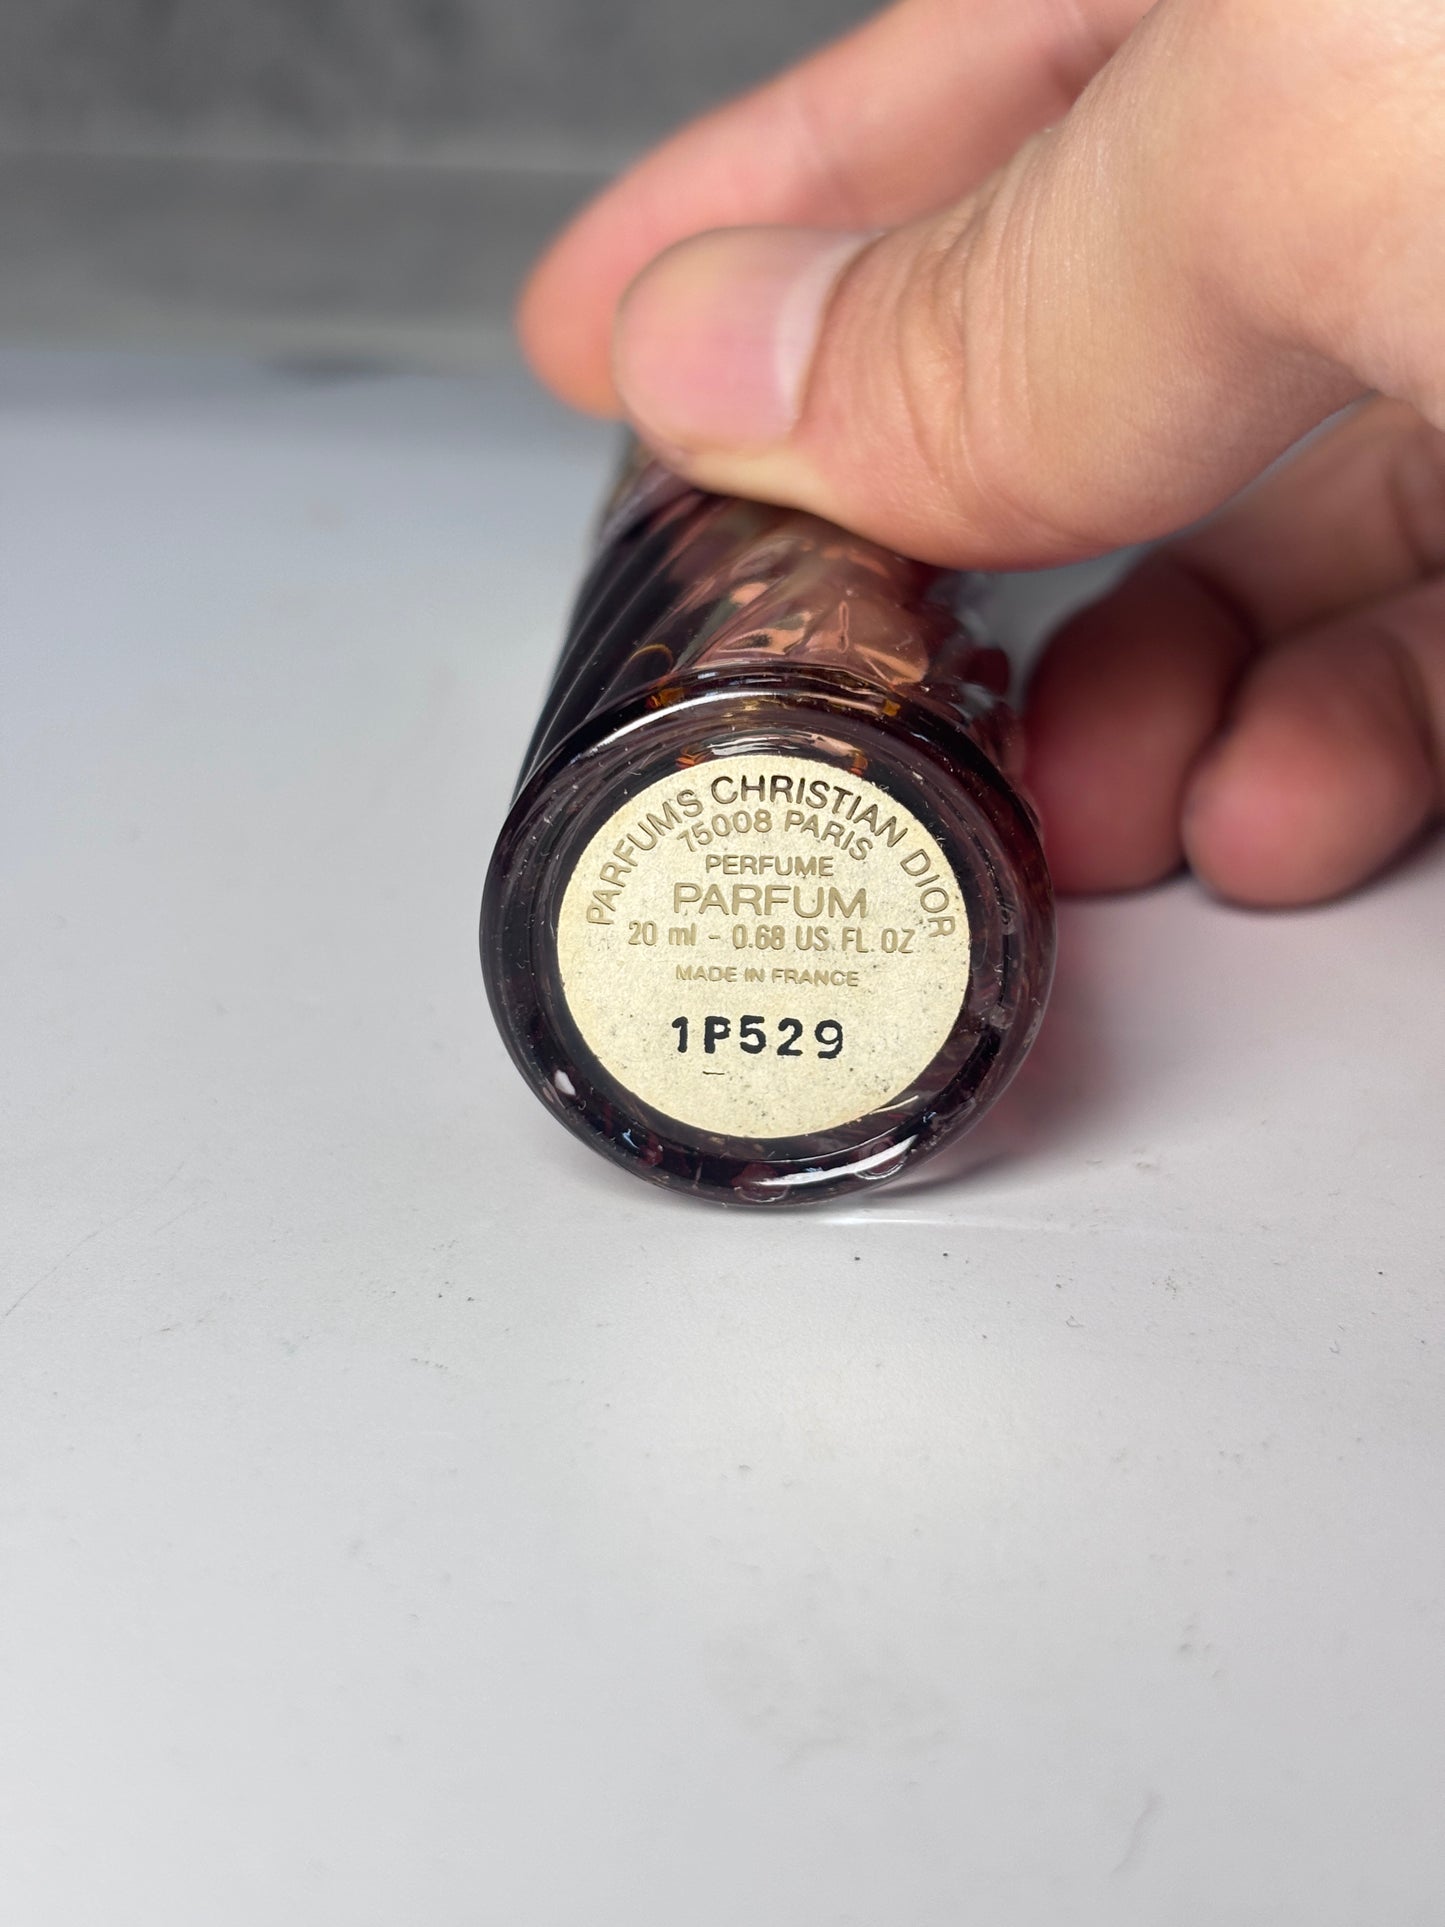 PARFUMS CHRISTIAN DIOR
75008 PARIS
PERFUME
PARFUM
20 ml - 0.68 US. FL. OZ
MADE IN FRANCE
1P529